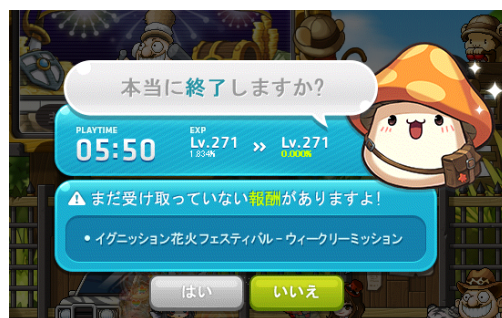 本当に終了しますか?
PLAYTIME
05:50
EXP
Lv.271 >> Lv.271
1.834% 0.000%
まだ受け取っていない報酬がありますよ!
• イグニッション花火フェスティバル - ウィークリーミッション
はい いいえ